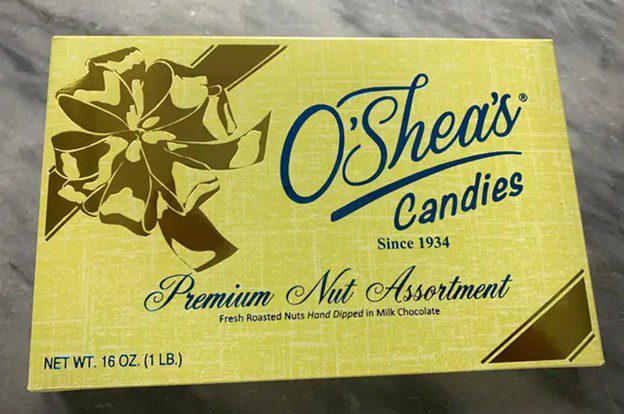 O'Shea's®
Candies
Since 1934
Premium Nut Assortment
Fresh Roasted Nuts Hand Dipped in Milk Chocolate
NET WT. 16 OZ. (1 LB.)